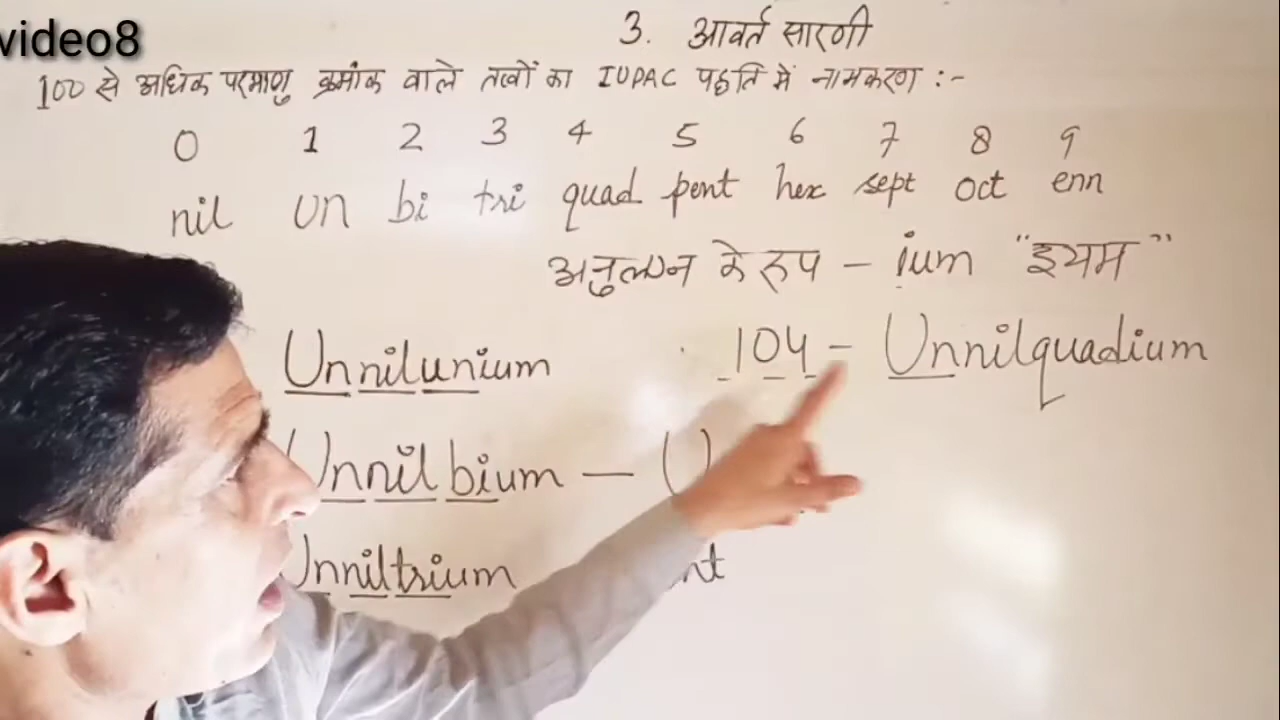 video8
3. आवर्त सारणी
100 से अधिक परमाणु क्रमांक वाले तत्वों का IUPAC पद्धति में नामकरण :-
0 1 2 3 4 5 6 7 8 9
nil un bi tri quad pent hex sept oct enn
अनुलग्न के रूप - ium "इयम"
Unnilunium 104 - Unnilquadium
Unnilbium - U
Unniltrium nt